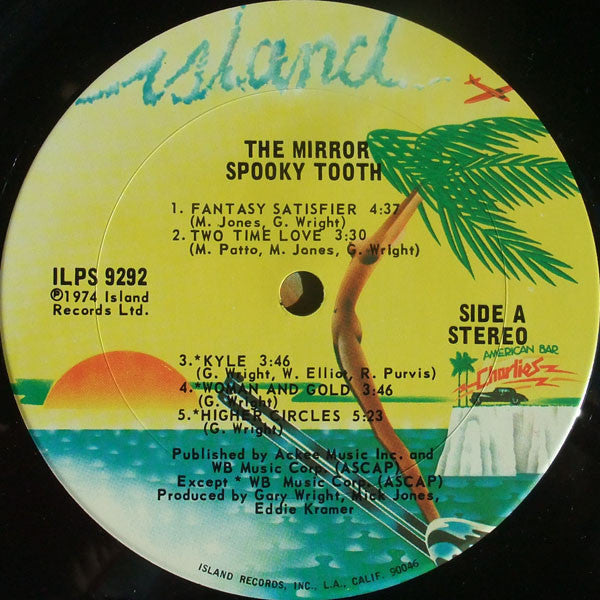 island
THE MIRROR
SPOOKY TOOTH
1. FANTASY SATISFIER 4:37
(M. Jones, G. Wright)
2. TWO TIME LOVE 3:30
(M. Patto, M. Jones, G. Wright)
ILPS 9292
℗1974 Island
Records Ltd.
SIDE A
STEREO
AMERICAN BAR
Charlies
3.*KYLE 3:46
(G. Wright, W. Elliot, R. Purvis)
4.*WOMAN AND GOLD 3:46
(G. Wright)
5.*HIGHER CIRCLES 5:23
(G. Wright)
Published by Ackee Music Inc. and
WB Music Corp. (ASCAP)
Except * WB Music Corp. (ASCAP)
Produced by Gary Wright, Mick Jones,
Eddie Kramer
ISLAND RECORDS, INC., L.A., CALIF. 90046